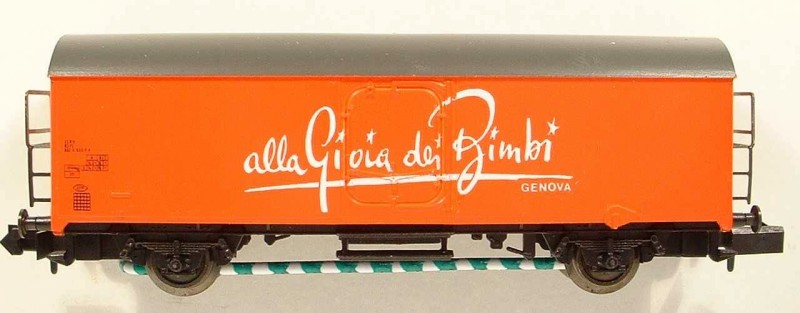 alla Gioia dei Bimbi
GENOVA